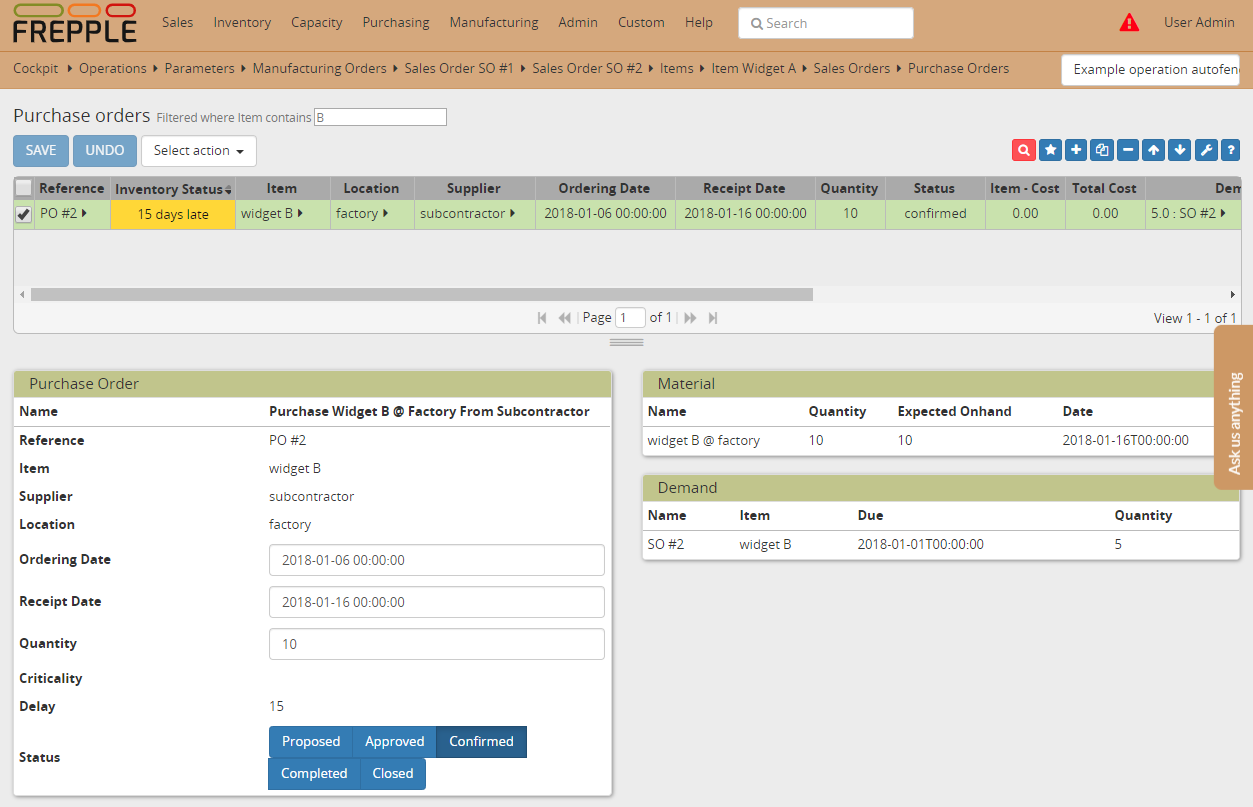 FREPPLE Sales Inventory Capacity Purchasing Manufacturing Admin Custom Help Search User Admin
Cockpit Operations Parameters Manufacturing Orders Sales Order SO #1 Sales Order SO #2 Items Item Widget A Sales Orders Purchase Orders Example operation autofen
Purchase orders Filtered where Item contains B
SAVE UNDO Select action
Reference Inventory Status Item Location Supplier Ordering Date Receipt Date Quantity Status Item - Cost Total Cost Dem
PO #2 15 days late widget B factory subcontractor 2018-01-06 00:00:00 2018-01-16 00:00:00 10 confirmed 0.00 0.00 5.0 : SO #2
Page 1 of 1 View 1 - 1 of 1
Ask us anything
Purchase Order
Name Purchase Widget B @ Factory From Subcontractor
Reference PO #2
Item widget B
Supplier subcontractor
Location factory
Ordering Date 2018-01-06 00:00:00
Receipt Date 2018-01-16 00:00:00
Quantity 10
Criticality
Delay 15
Status Proposed Approved Confirmed
Completed Closed
Material
Name Quantity Expected Onhand Date
widget B @ factory 10 10 2018-01-16T00:00:00
Demand
Name Item Due Quantity
SO #2 widget B 2018-01-01T00:00:00 5